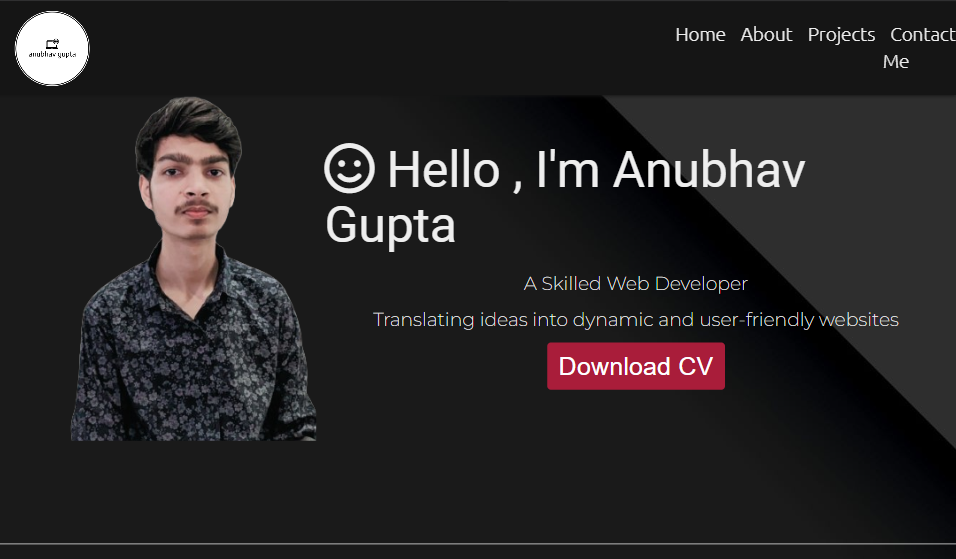 anubhav gupta
Home About Projects Contact
Me
Hello , I'm Anubhav
Gupta
A Skilled Web Developer
Translating ideas into dynamic and user-friendly websites
Download CV